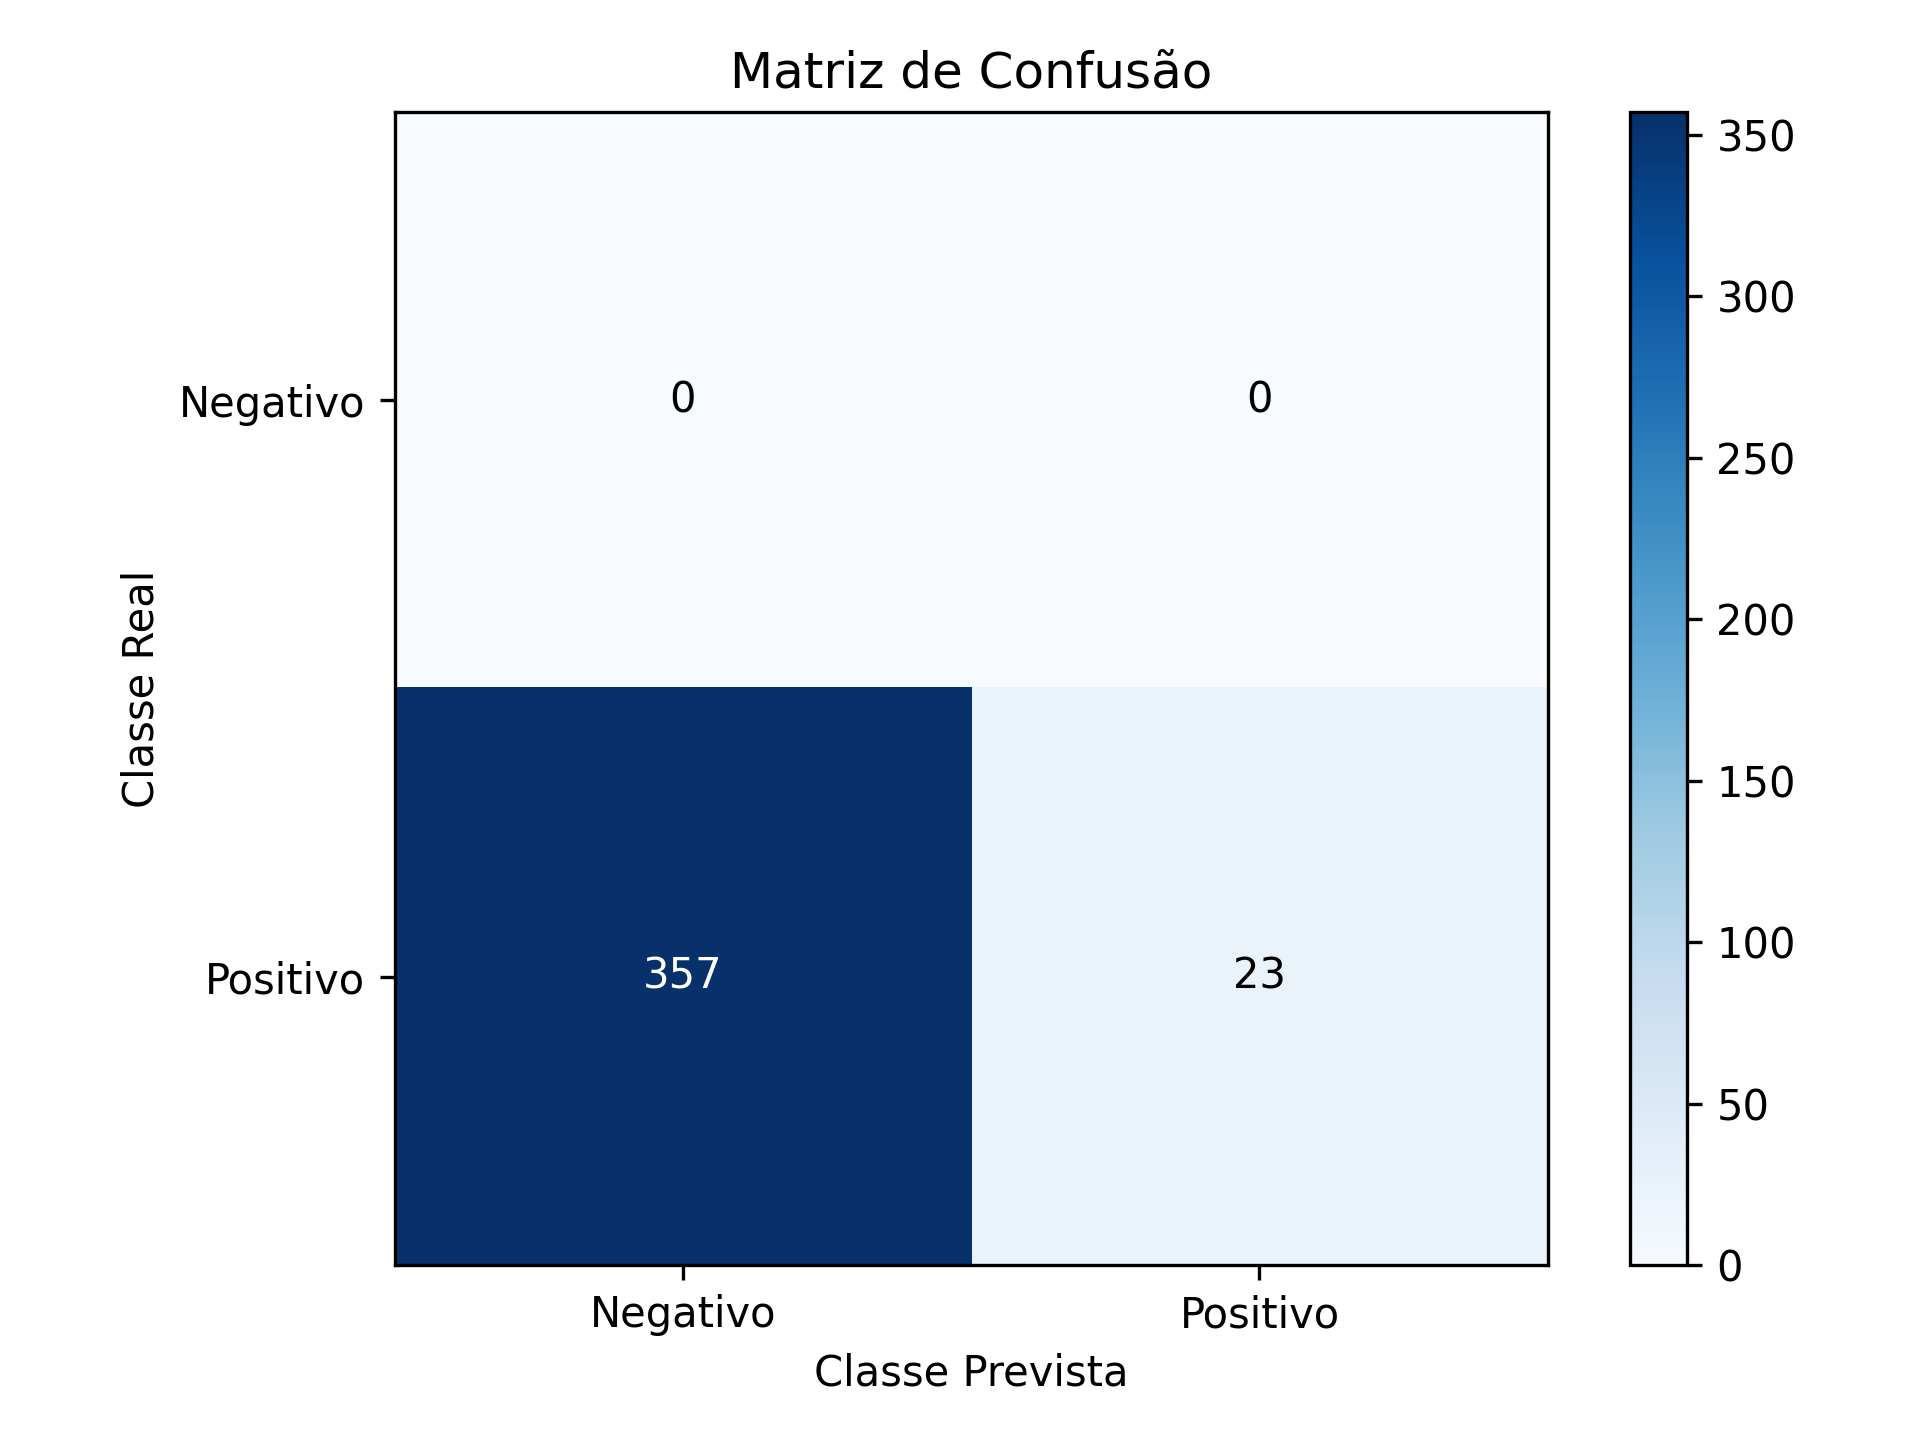 Matriz de Confusão
350
300
250
200
150
100
50
0
Classe Real
Negativo
0
0
Positivo
357
23
Negativo
Positivo
Classe Prevista